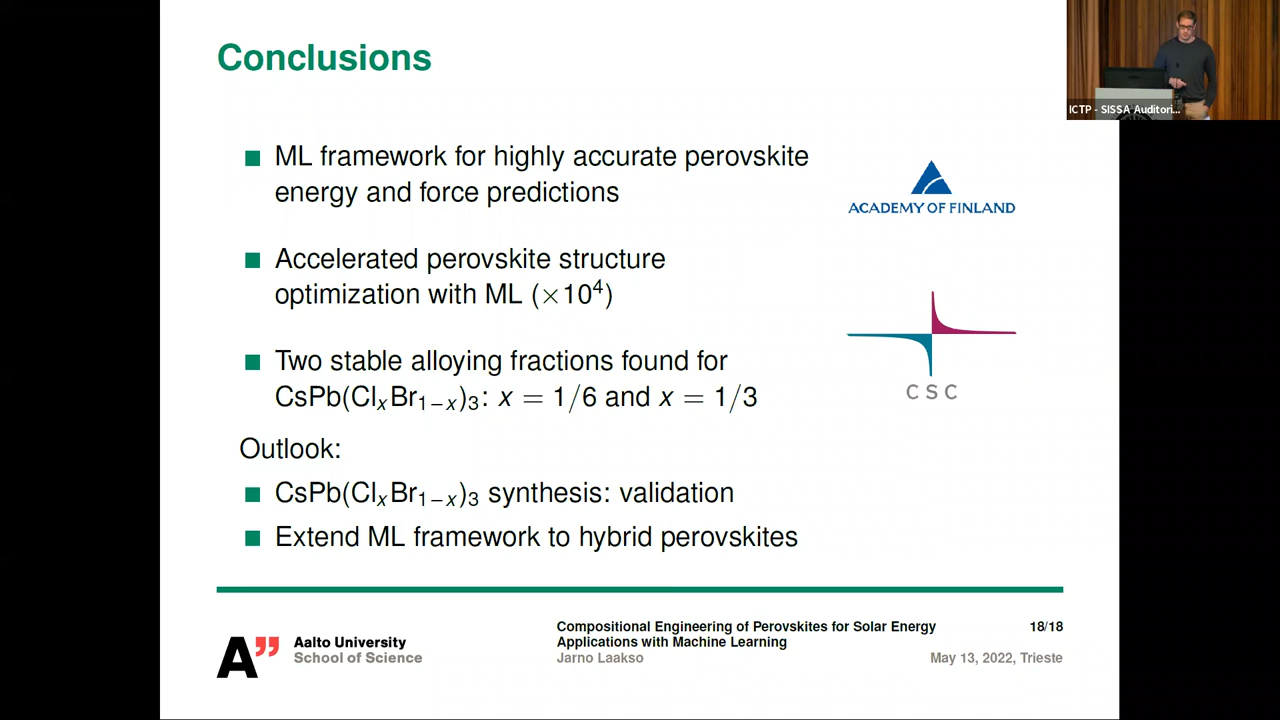 Conclusions
ICTP - SISSA Auditori...
■ ML framework for highly accurate perovskite
energy and force predictions
ACADEMY OF FINLAND
■ Accelerated perovskite structure
optimization with ML (×10⁴)
■ Two stable alloying fractions found for
CsPb(ClₓBr₁₋ₓ)₃: x = 1/6 and x = 1/3
CSC
Outlook:
■ CsPb(ClₓBr₁₋ₓ)₃ synthesis: validation
■ Extend ML framework to hybrid perovskites
A”
Aalto University
School of Science
Compositional Engineering of Perovskites for Solar Energy
Applications with Machine Learning
Jarno Laakso
18/18
May 13, 2022, Trieste